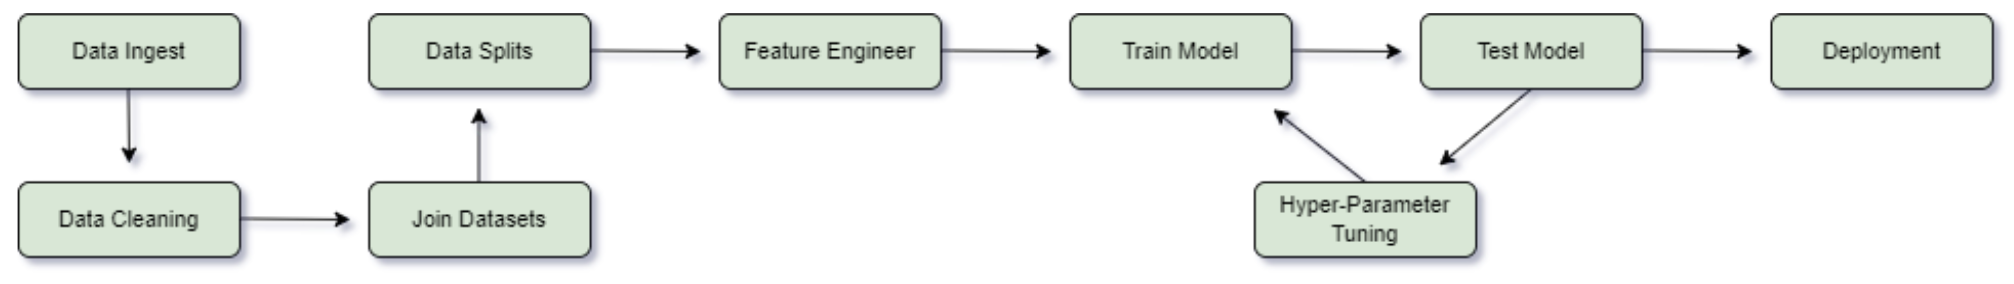 Data Ingest
Data Splits
Feature Engineer
Train Model
Test Model
Deployment
Data Cleaning
Join Datasets
Hyper-Parameter
Tuning